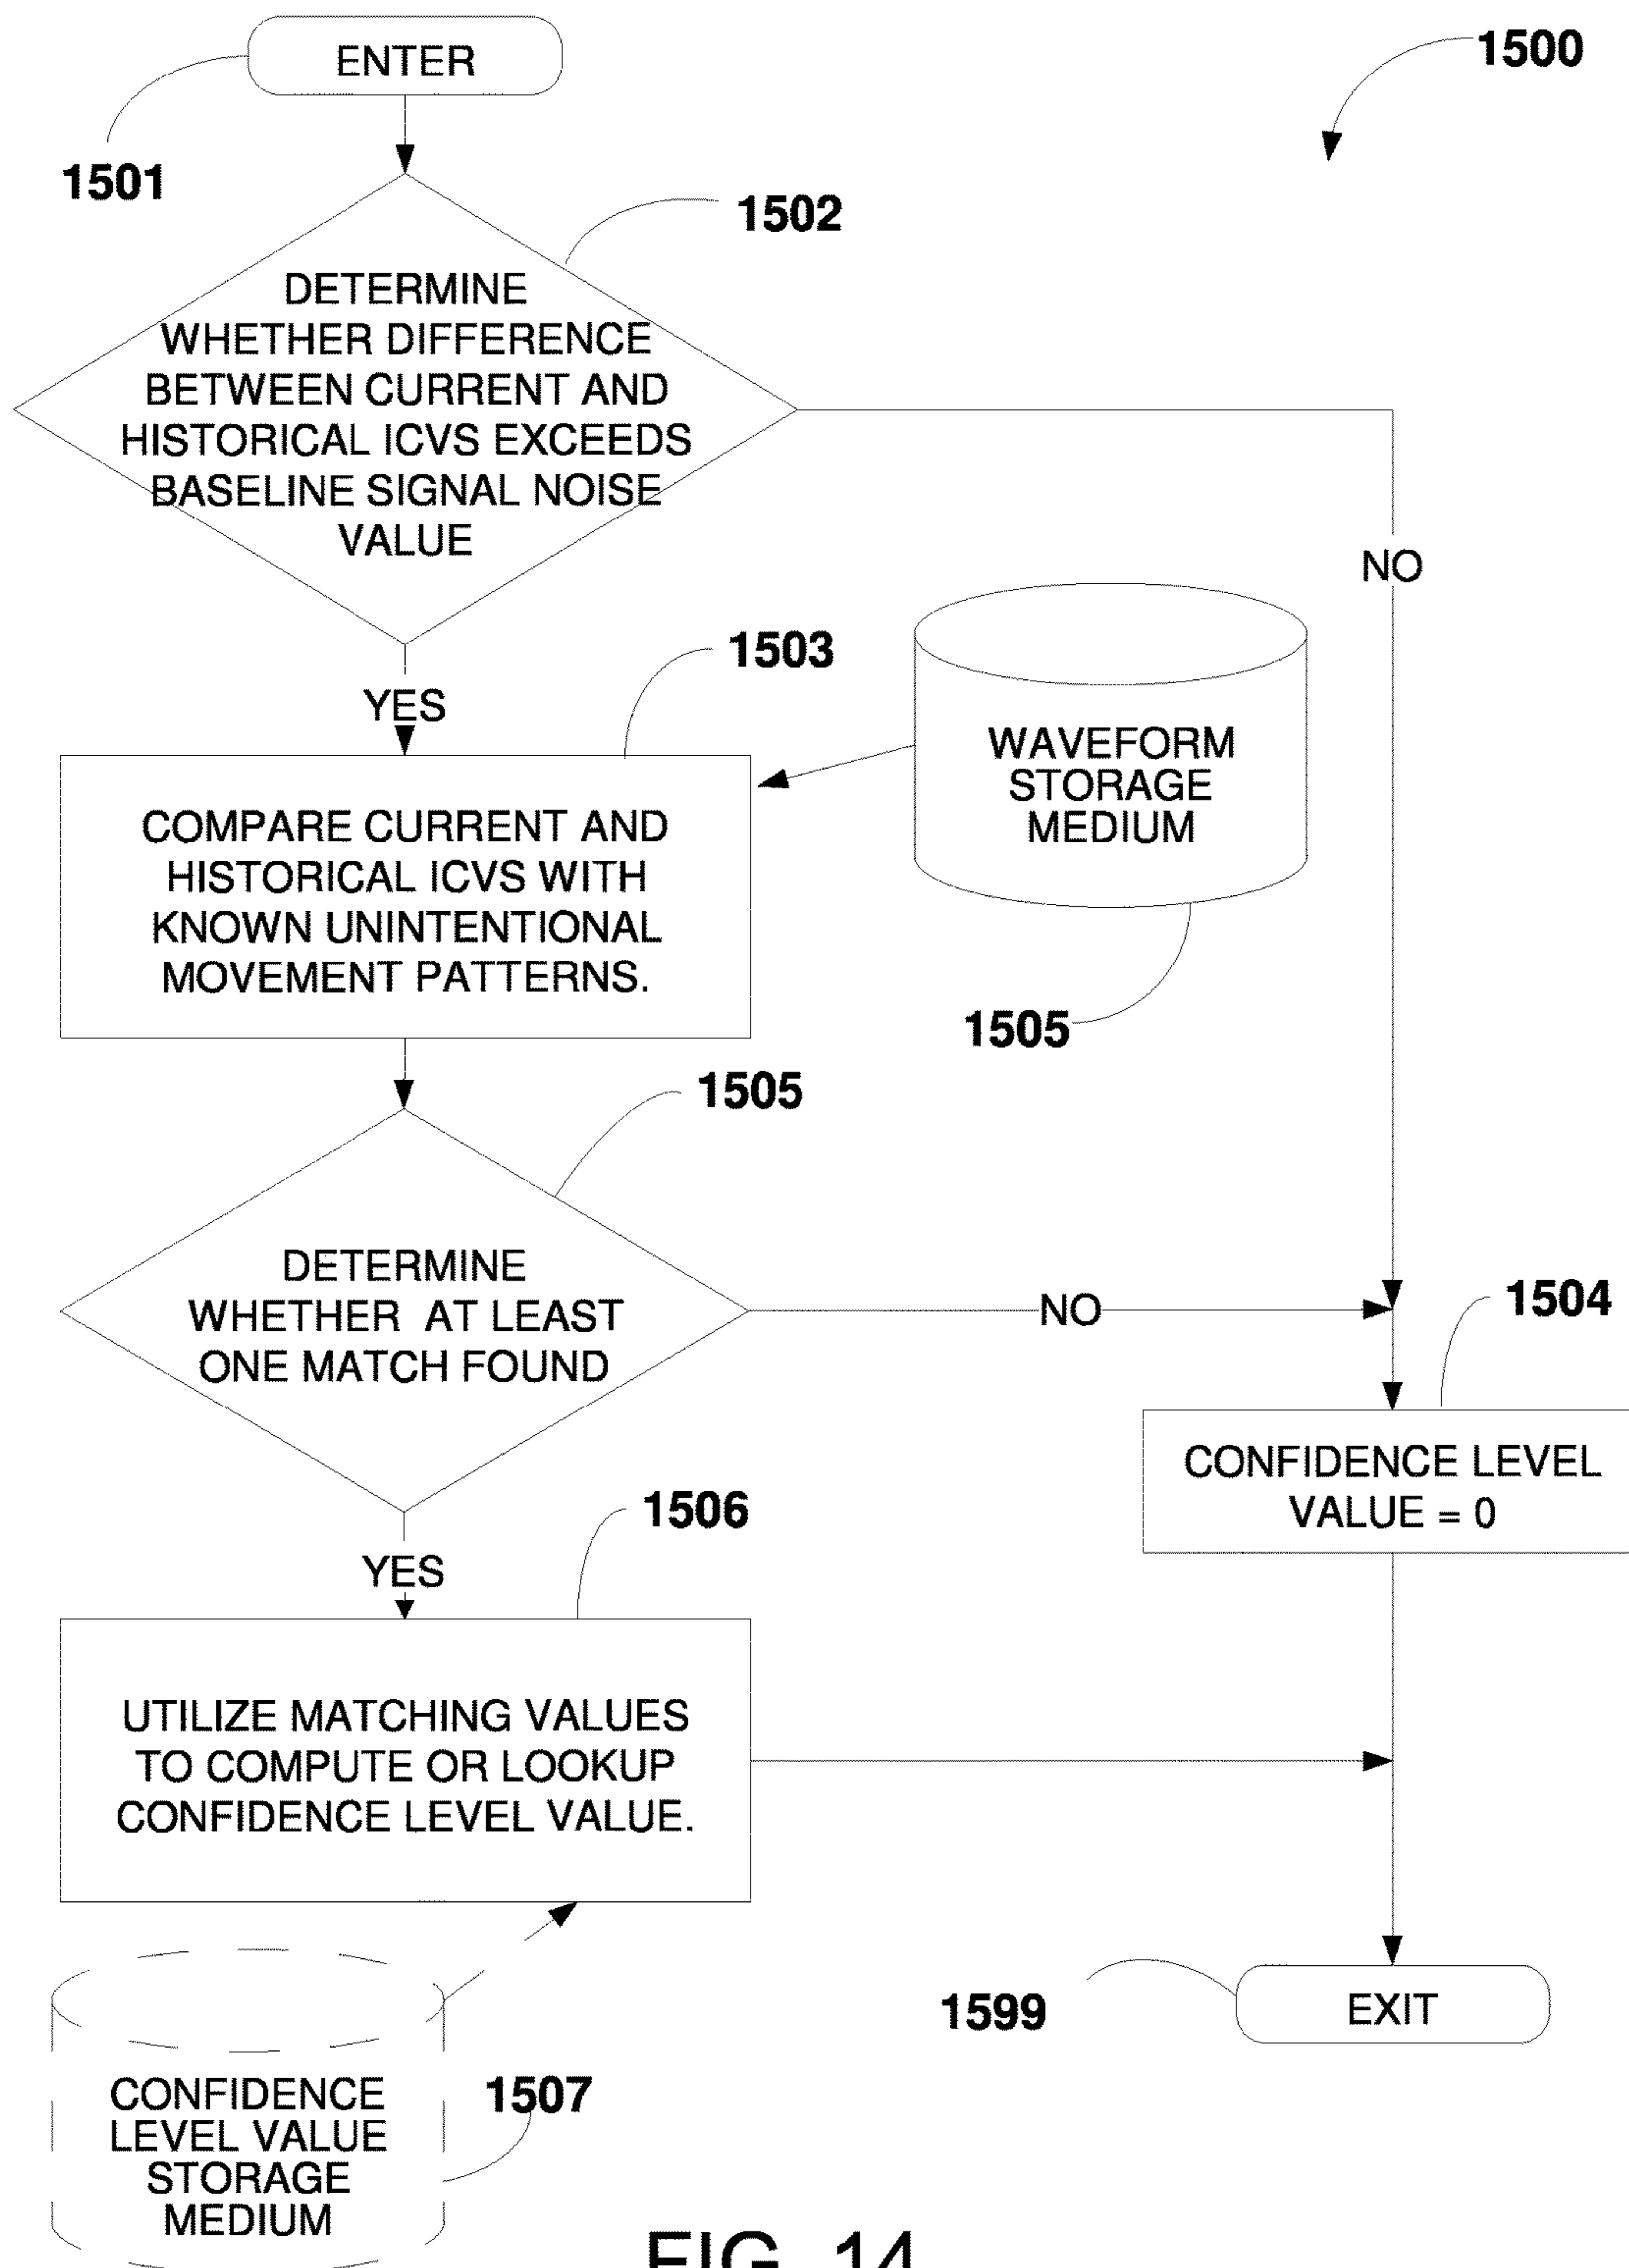 ENTER
1500
1501
1502
DETERMINE
WHETHER DIFFERENCE
BETWEEN CURRENT AND
HISTORICAL ICVS EXCEEDS
BASELINE SIGNAL NOISE
VALUE
NO
YES
1503
WAVEFORM
STORAGE
MEDIUM
COMPARE CURRENT AND
HISTORICAL ICVS WITH
KNOWN UNINTENTIONAL
MOVEMENT PATTERNS.
1505
1505
DETERMINE
WHETHER AT LEAST
ONE MATCH FOUND
NO
1504
CONFIDENCE LEVEL
VALUE = 0
YES
1506
UTILIZE MATCHING VALUES
TO COMPUTE OR LOOKUP
CONFIDENCE LEVEL VALUE.
1599
EXIT
CONFIDENCE
LEVEL VALUE
STORAGE
MEDIUM
1507
FIG. 14